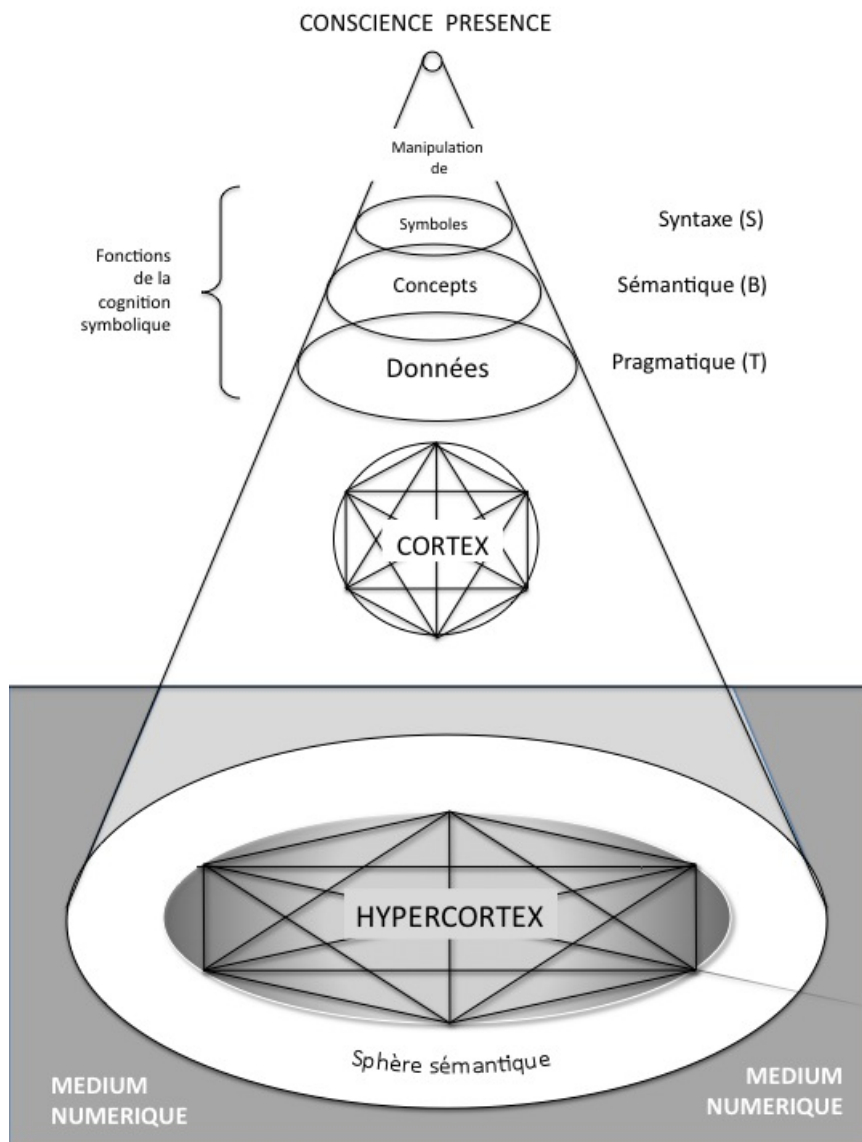 CONSCIENCE PRESENCE
Manipulation
de
Symboles
Syntaxe (S)
Fonctions
de la
cognition
symbolique
Concepts
Sémantique (B)
Données
Pragmatique (T)
CORTEX
HYPERCORTEX
Sphère sémantique
MEDIUM
NUMERIQUE
MEDIUM
NUMERIQUE